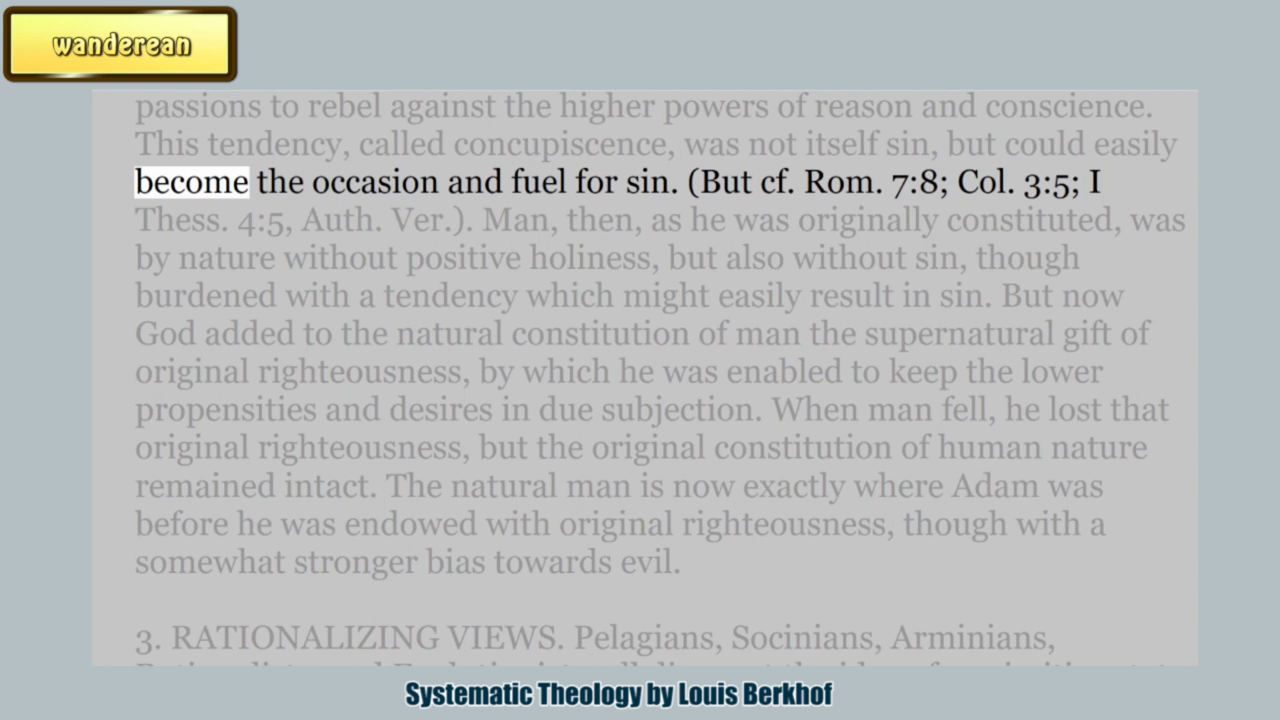 wanderean
passions to rebel against the higher powers of reason and conscience.
This tendency, called concupiscence, was not itself sin, but could easily
become the occasion and fuel for sin. (But cf. Rom. 7:8; Col. 3:5; I
Thess. 4:5, Auth. Ver.). Man, then, as he was originally constituted, was
by nature without positive holiness, but also without sin, though
burdened with a tendency which might easily result in sin. But now
God added to the natural constitution of man the supernatural gift of
original righteousness, by which he was enabled to keep the lower
propensities and desires in due subjection. When man fell, he lost that
original righteousness, but the original constitution of human nature
remained intact. The natural man is now exactly where Adam was
before he was endowed with original righteousness, though with a
somewhat stronger bias towards evil.
3. RATIONALIZING VIEWS. Pelagians, Socinians, Arminians,
Systematic Theology by Louis Berkhof